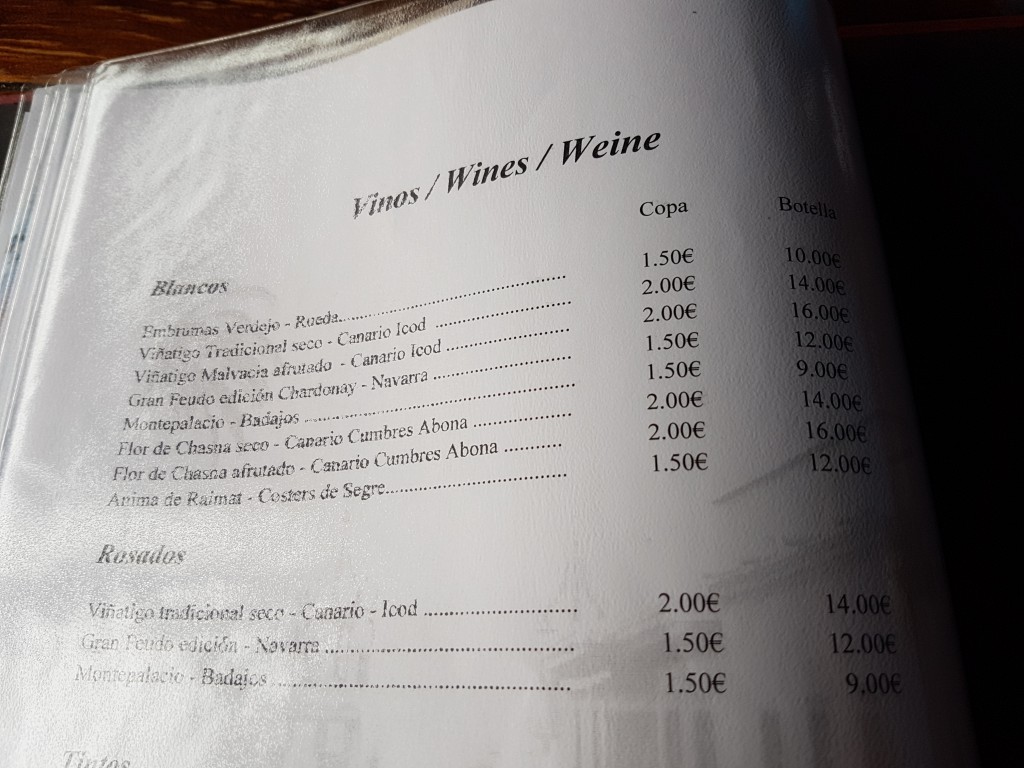 Vinos / Wines / Weine
Copa Botella
Blancos
Embrumas Verdejo - Rueda.......... 1.50€ 10.00€
Viñatigo Tradicional seco - Canario Icod .......... 2.00€ 14.00€
Viñatigo Malvacia afrutado - Canario Icod .......... 2.00€ 16.00€
Gran Feudo edición Chardonay - Navarra .......... 1.50€ 12.00€
Montepalacio - Badajos .......... 1.50€ 9.00€
Flor de Chasna seco - Canario Cumbres Abona .......... 2.00€ 14.00€
Flor de Chasna afrutado - Canario Cumbres Abona .......... 2.00€ 16.00€
Anima de Raimat - Costers de Segre.......... 1.50€ 12.00€
Rosados
Viñatigo tradicional seco - Canario - Icod .......... 2.00€ 14.00€
Gran Feudo edición - Navarra .......... 1.50€ 12.00€
Montepalacio - Badajos .......... 1.50€ 9.00€
Tintos